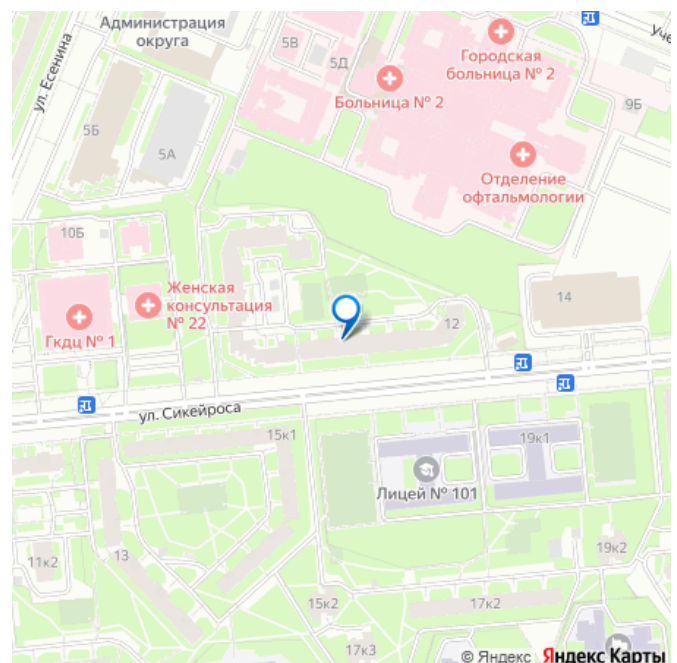 Администрация
округа
ул. Есенина
5В
5Д
Городская
больница № 2
Больница № 2
9Б
5Б
5А
Отделение
офтальмологии
10Б
Женская
консультация
№ 22
Гкдц № 1
12
14
ул. Сикейроса
15к1
19к1
Лицей № 101
11к2
13
19к2
15к2
17к2
17к3
© Яндекс Яндекс Карты